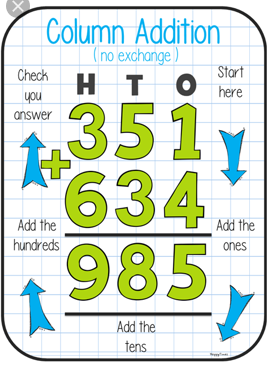 Column Addition
( no exchange )
Check
you
answer
H T O
Start
here
351
+
634
Add the
hundreds
Add the
ones
985
Add the
tens